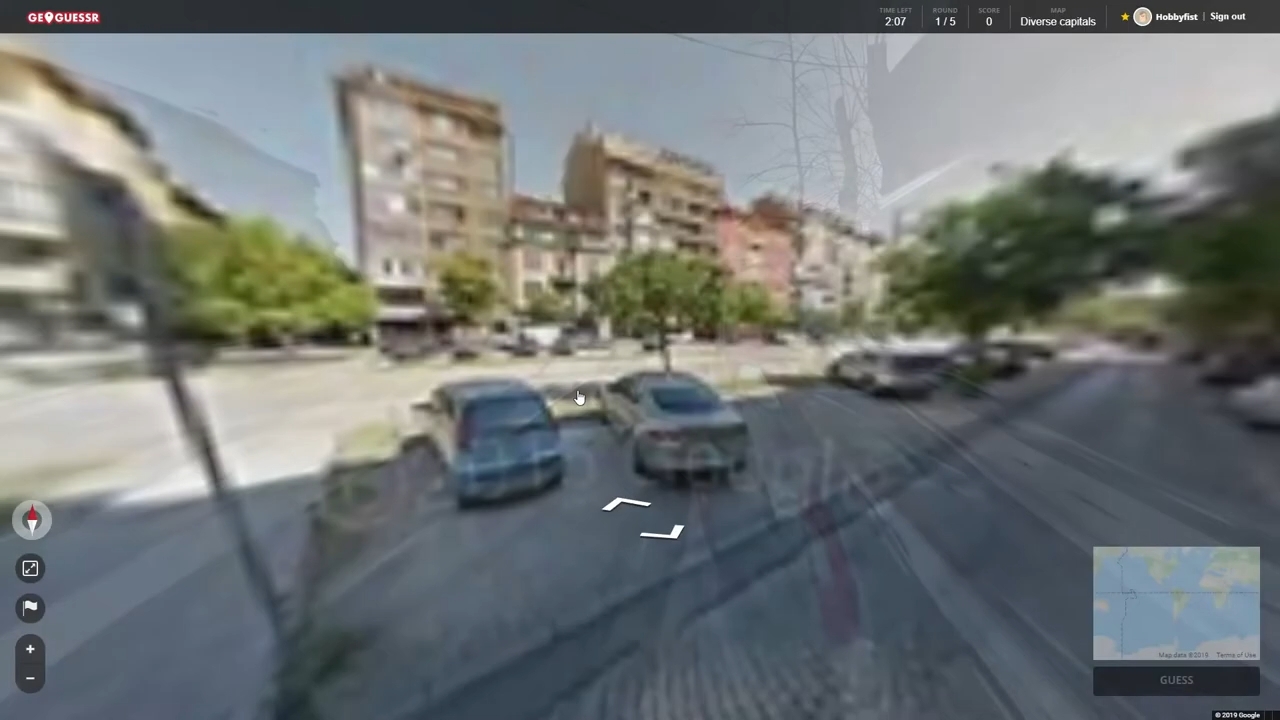 GEOGUESSR
TIME LEFT
2:07
ROUND
1 / 5
SCORE
0
MAP
Diverse capitals
Hobbyfist
Sign out
Map data ©2019
Terms of Use
GUESS
© 2019 Google